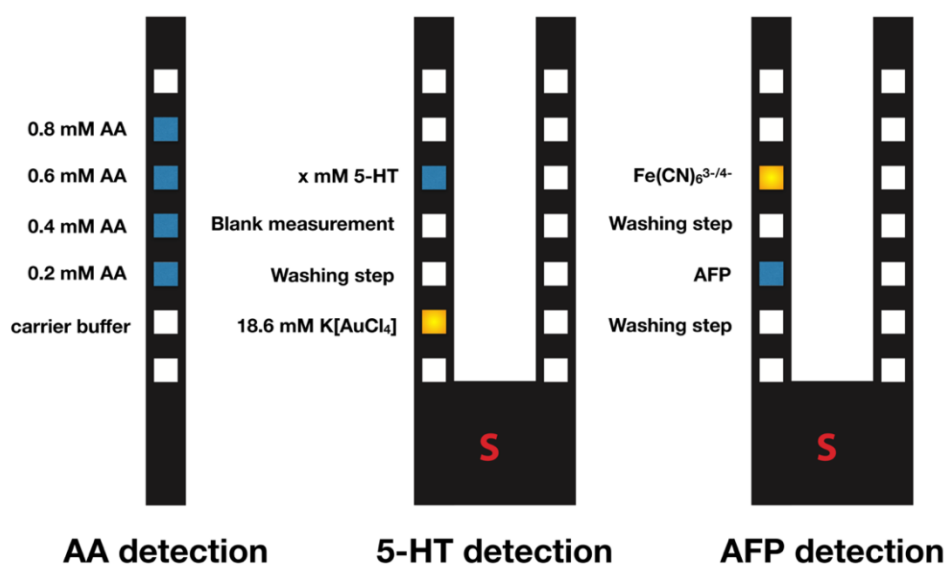 0.8 mM AA
0.6 mM AA
0.4 mM AA
0.2 mM AA
carrier buffer
AA detection
x mM 5-HT
Blank measurement
Washing step
18.6 mM K[AuCl₄]
S
5-HT detection
Fe(CN)₆³⁻/⁴⁻
Washing step
AFP
Washing step
S
AFP detection